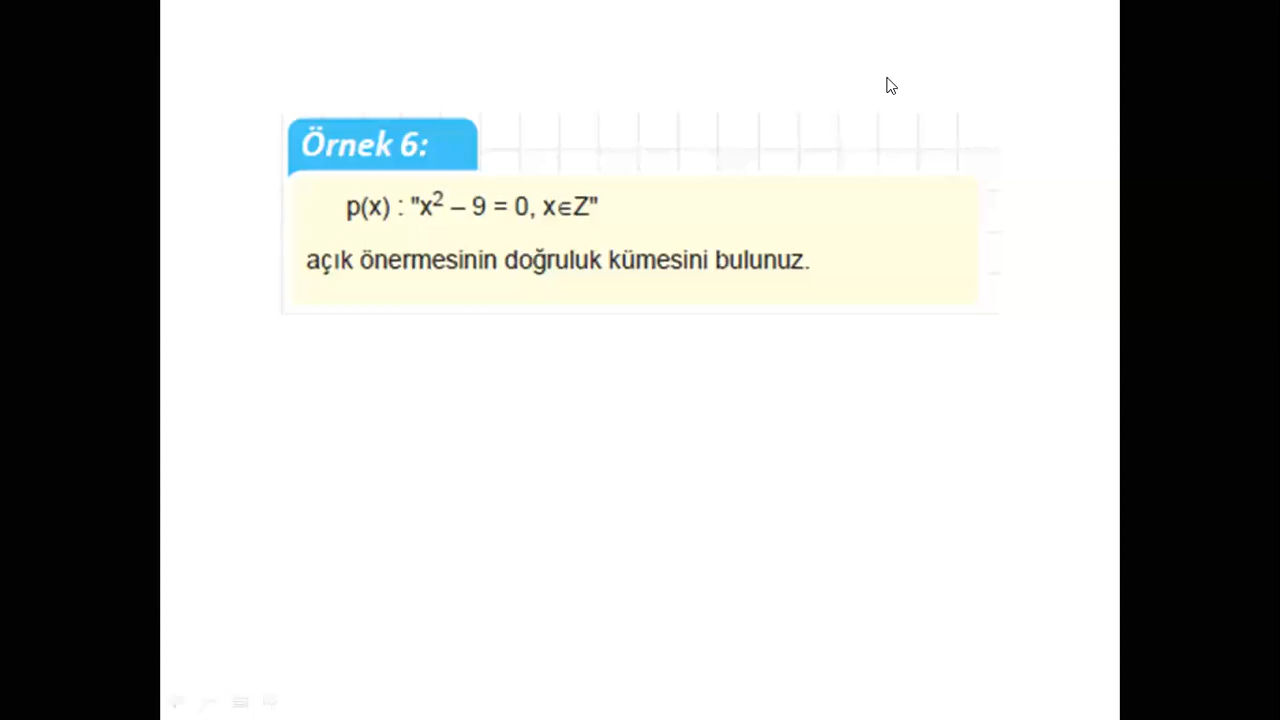 Örnek 6:
p(x) : "x² – 9 = 0, x∈Z"
açık önermesinin doğruluk kümesini bulunuz.